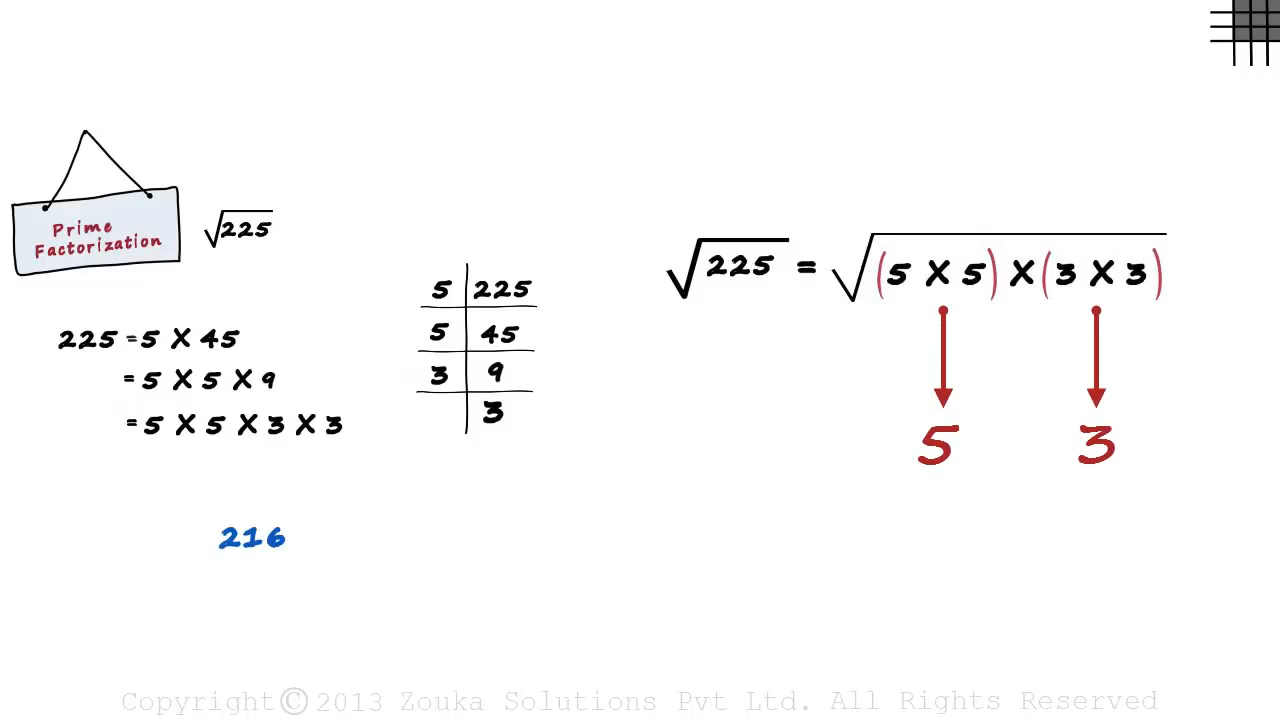 Prime
Factorization
√225
225 = 5 X 45
= 5 X 5 X 9
= 5 X 5 X 3 X 3
5 225
5 45
3 9
3
216
√225 = √(5 X 5) X (3 X 3)
5 3
Copyright © 2013 Zouka Solutions Pvt Ltd. All Rights Reserved